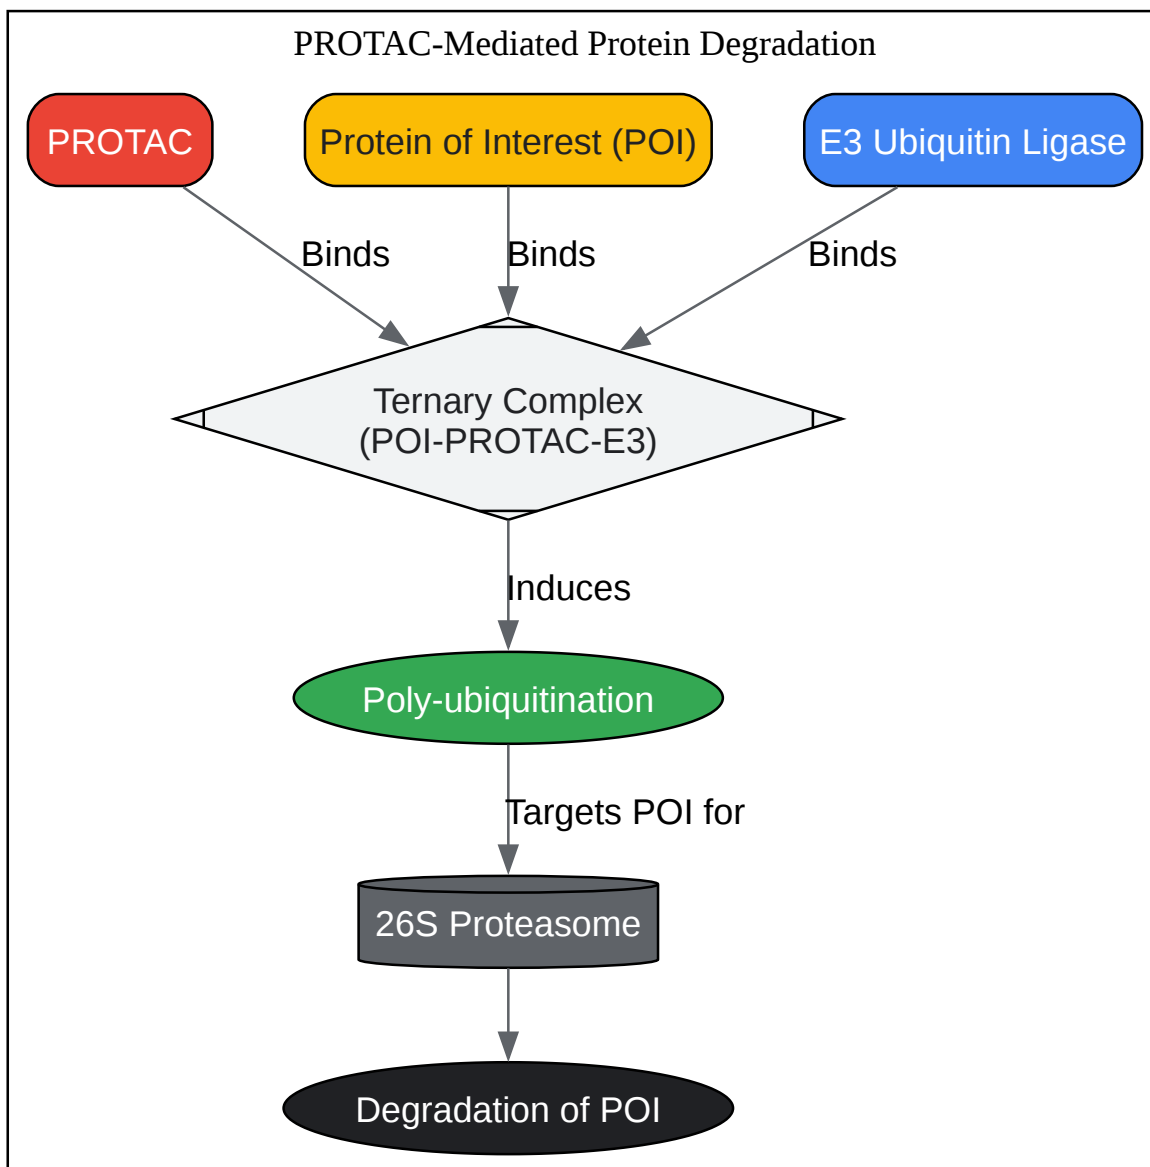 PROTAC-Mediated Protein Degradation
PROTAC
Protein of Interest (POI)
E3 Ubiquitin Ligase
Binds
Binds
Binds
Ternary Complex
(POI-PROTAC-E3)
Induces
Poly-ubiquitination
Targets POI for
26S Proteasome
Degradation of POI